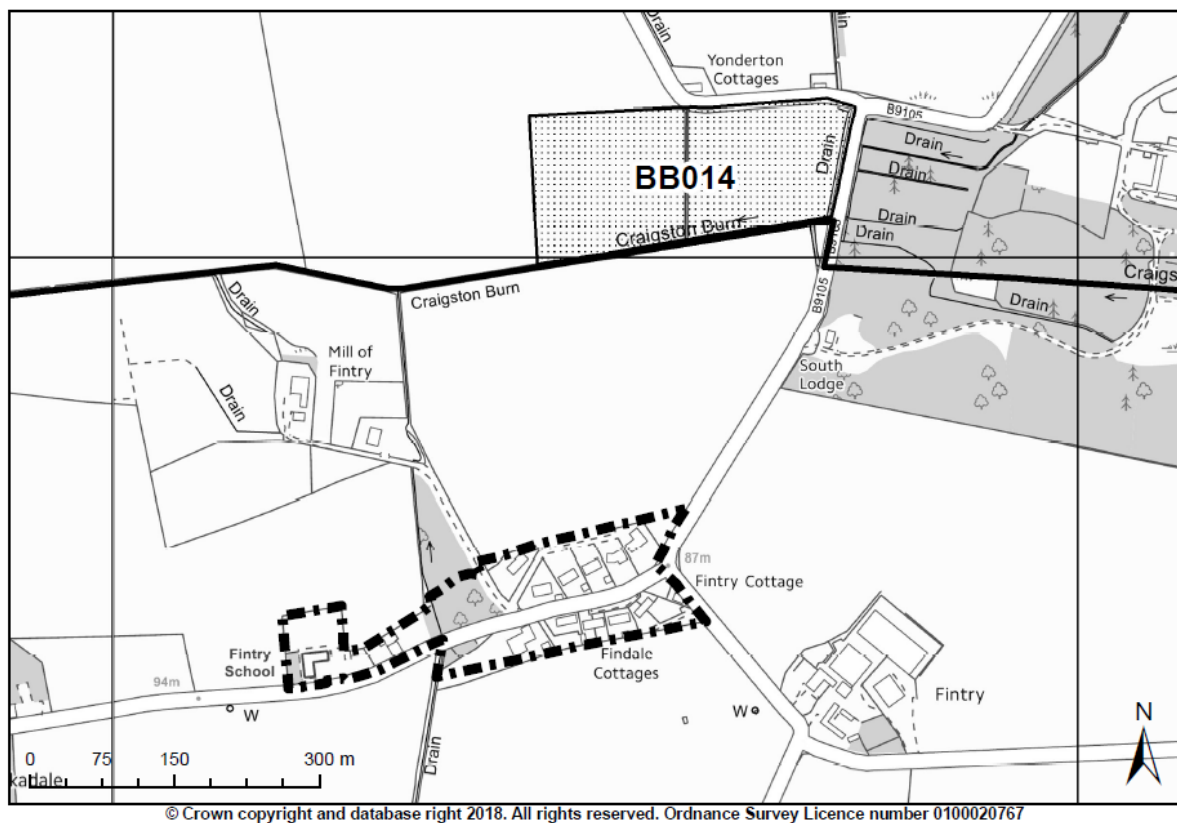 Drain
Drain
Yonderton
Cottages
B9105
Drain
Drain
Drain
BB014
Drain
Drain
Craigston Burn
B9105
Craigs
Craigston Burn
Drain
B9105
Drain
Mill of
Fintry
South
Lodge
Drain
87m
Fintry Cottage
Fintry
School
Findale
Cottages
94m
Fintry
W
W
N
0 75 150 300 m
Drain
kadale
© Crown copyright and database right 2018. All rights reserved. Ordnance Survey Licence number 0100020767